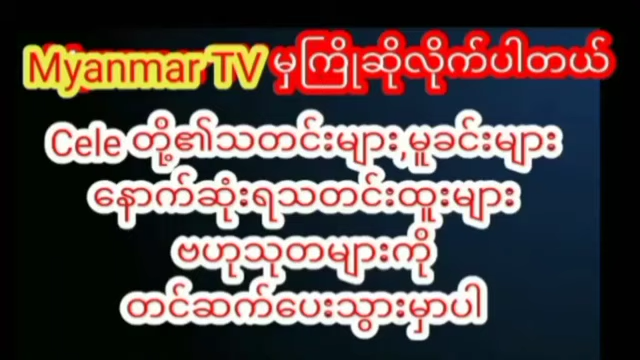 Myanmar TV မှကြိုဆိုလိုက်ပါတယ်
Cele တို့၏သတင်းများ,မူခင်းများ
နောက်ဆုံးရသတင်းထူးများ
ဗဟုသုတများကို
တင်ဆက်ပေးသွားမှာပါ